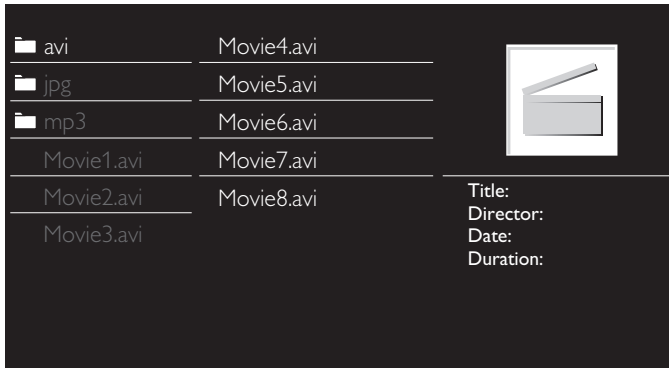 avi
jpg
mp3
Movie1.avi
Movie2.avi
Movie3.avi
Movie4.avi
Movie5.avi
Movie6.avi
Movie7.avi
Movie8.avi
Title:
Director:
Date:
Duration: